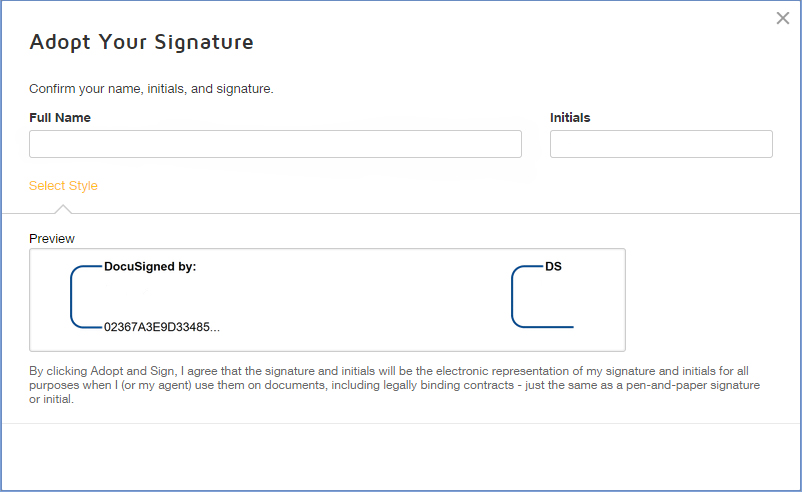 Adopt Your Signature
Confirm your name, initials, and signature.
Full Name
Initials
Select Style
Preview
DocuSigned by:
DS
02367A3E9D33485...
By clicking Adopt and Sign, I agree that the signature and initials will be the electronic representation of my signature and initials for all
purposes when I (or my agent) use them on documents, including legally binding contracts - just the same as a pen-and-paper signature
or initial.